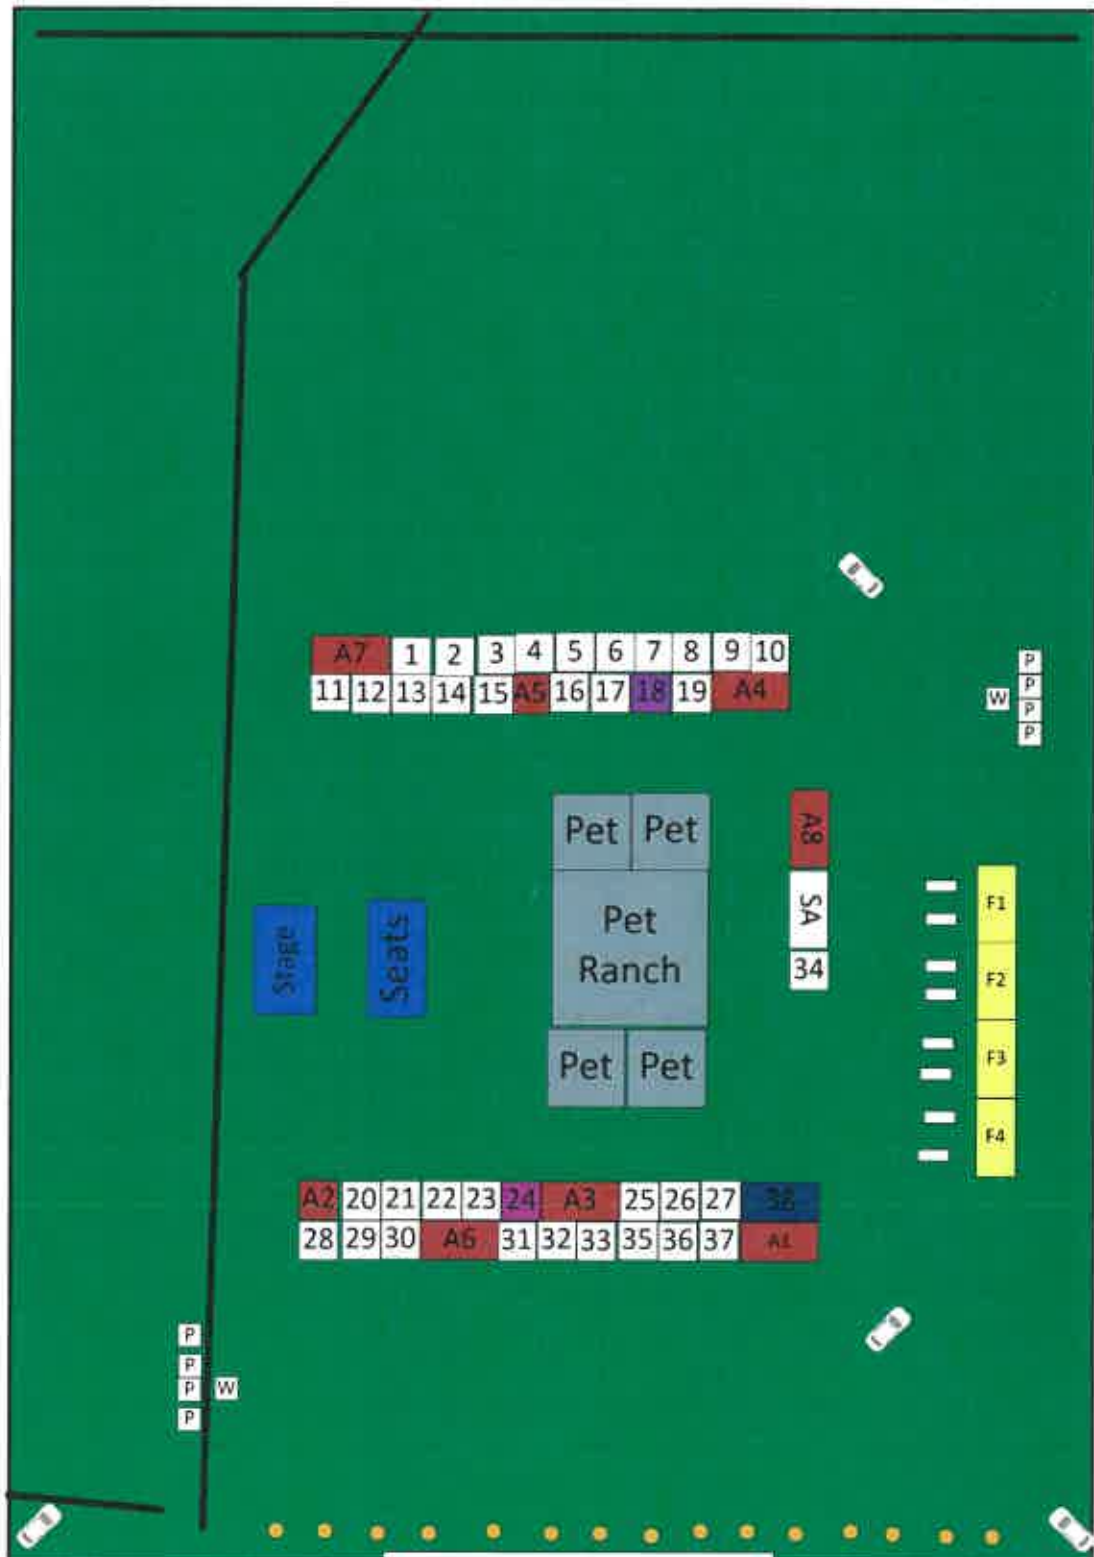 A7 1 2 3 4 5 6 7 8 9 10
11 12 13 14 15 A5 16 17 18 19 A4
P
P
W
P
P
Pet Pet
A8
Pet
Ranch
SA
34
Stage
Seats
F1
F2
F3
F4
Pet Pet
A2 20 21 22 23 24 A3 25 26 27 38
28 29 30 A6 31 32 33 35 36 37 A1
P
P
P W
P